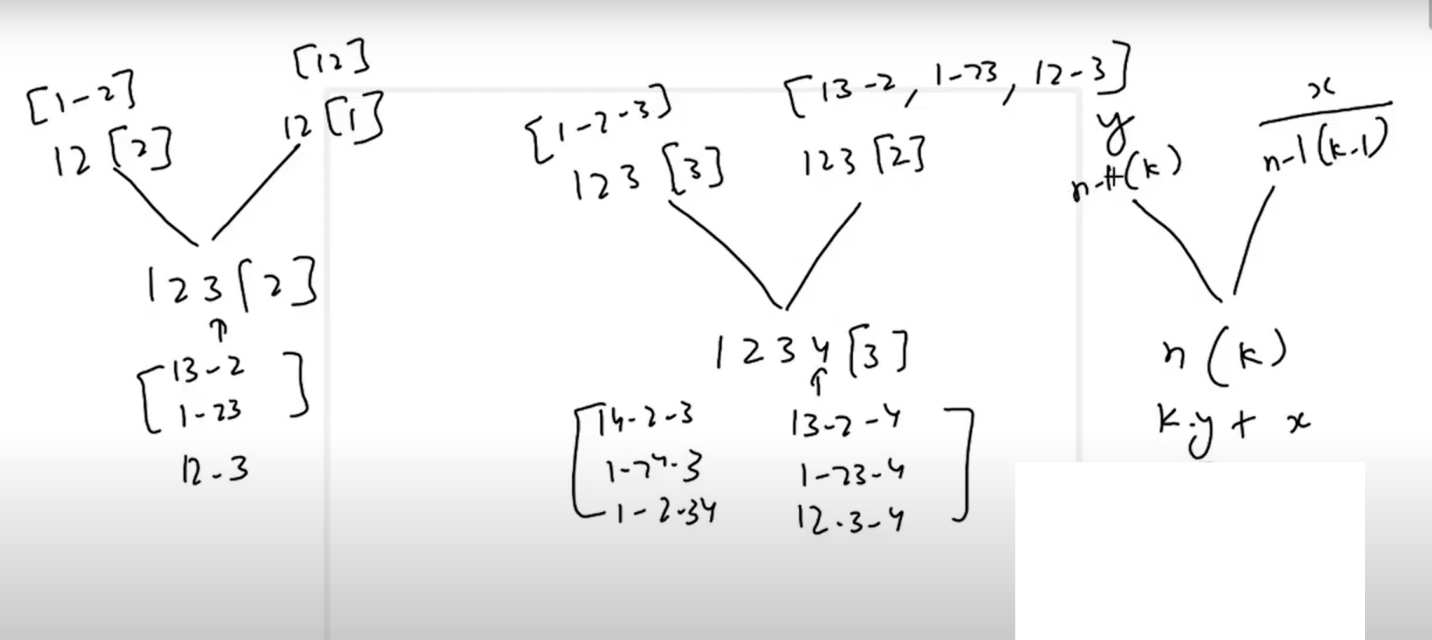 [1-2]
12 [2]
[12]
12 [1]
123 [2]
↑
[13-2
1-23]
12-3
[1-2-3]
123 [3]
[13-2, 1-23, 12-3]
123 [2]
1234 [3]
↑
[14-2-3 13-2-4
1-24-3 1-23-4
1-2-34 12-3-4]
y
(k)
x
n-1(k-1)
n(k)
k.y + x